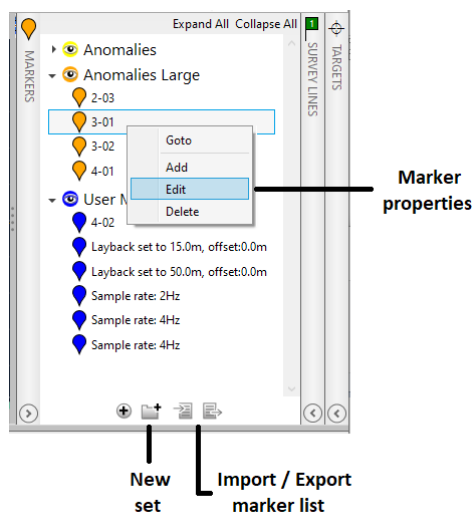 Expand All Collapse All
1
MARKERS
SURVEY LINES
TARGETS
Anomalies
Anomalies Large
2-03
3-01
3-02
4-01
Goto
Add
Edit
Delete
Marker
properties
User M
4-02
Layback set to 15.0m, offset:0.0m
Layback set to 50.0m, offset:0.0m
Sample rate: 2Hz
Sample rate: 4Hz
Sample rate: 4Hz
New
set
Import / Export
marker list